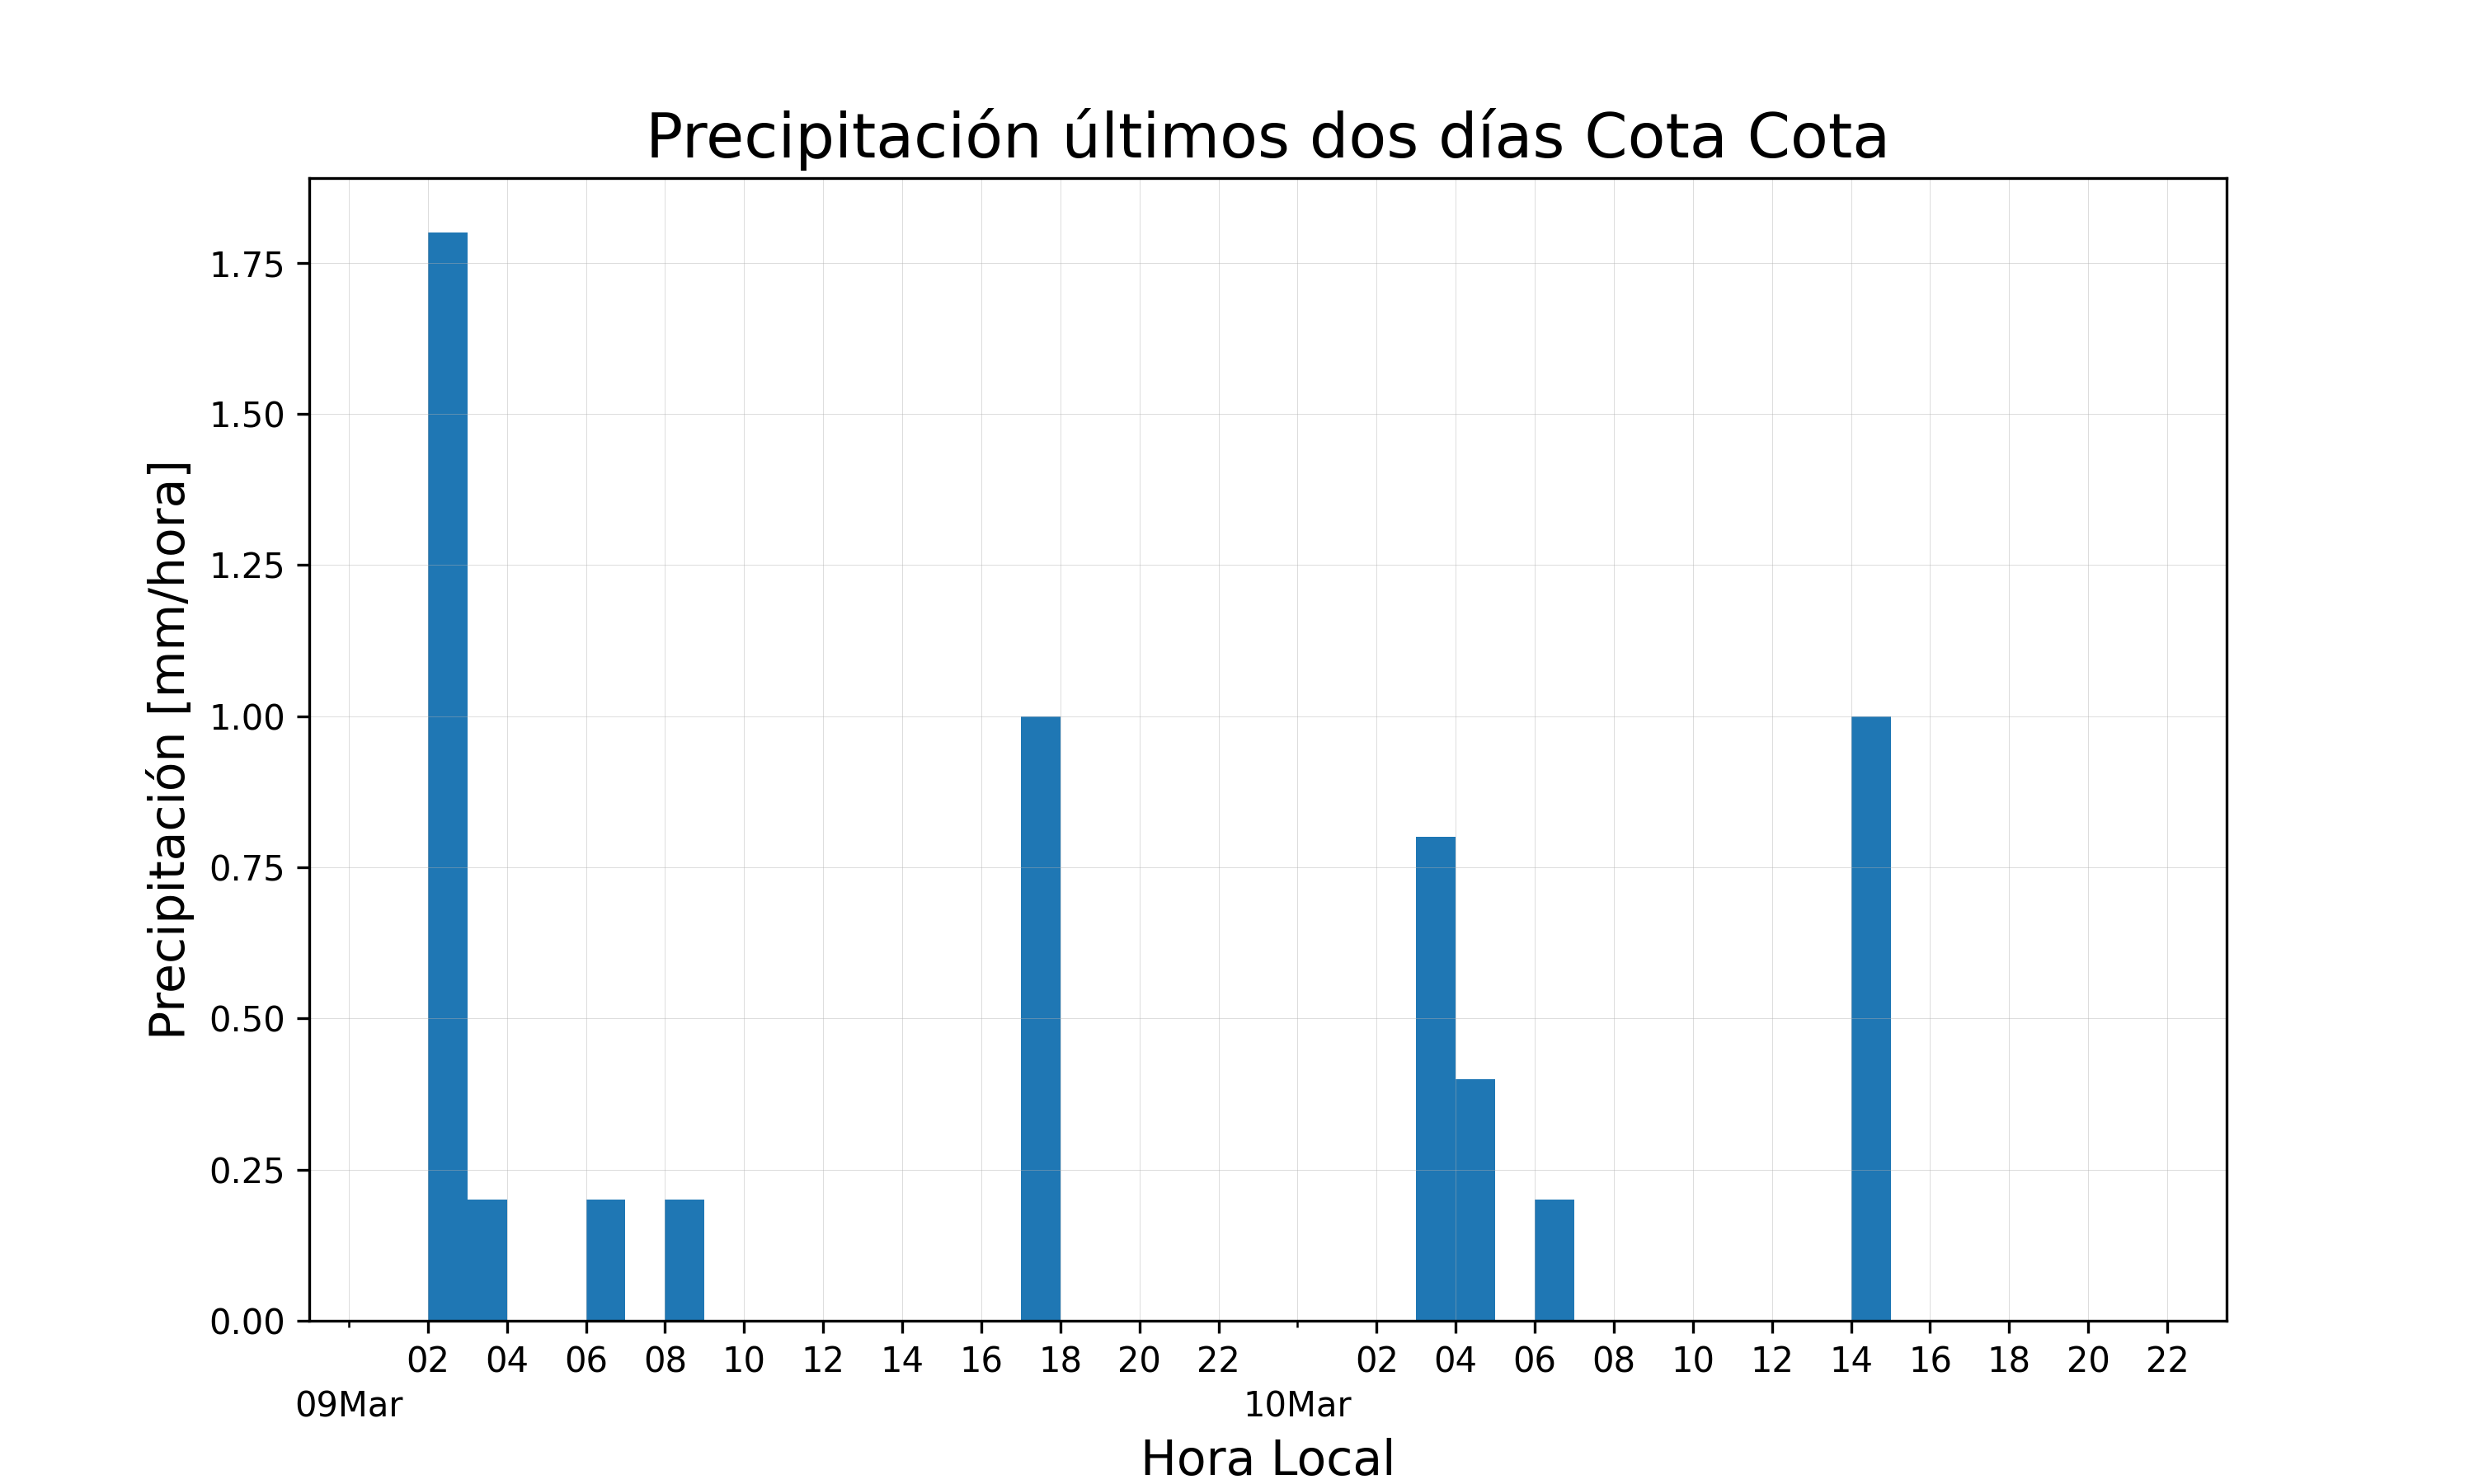 Precipitación últimos dos días Cota Cota
Precipitación [mm/hora]
1.75
1.50
1.25
1.00
0.75
0.50
0.25
0.00
02 04 06 08 10 12 14 16 18 20 22 02 04 06 08 10 12 14 16 18 20 22
09Mar 10Mar
Hora Local